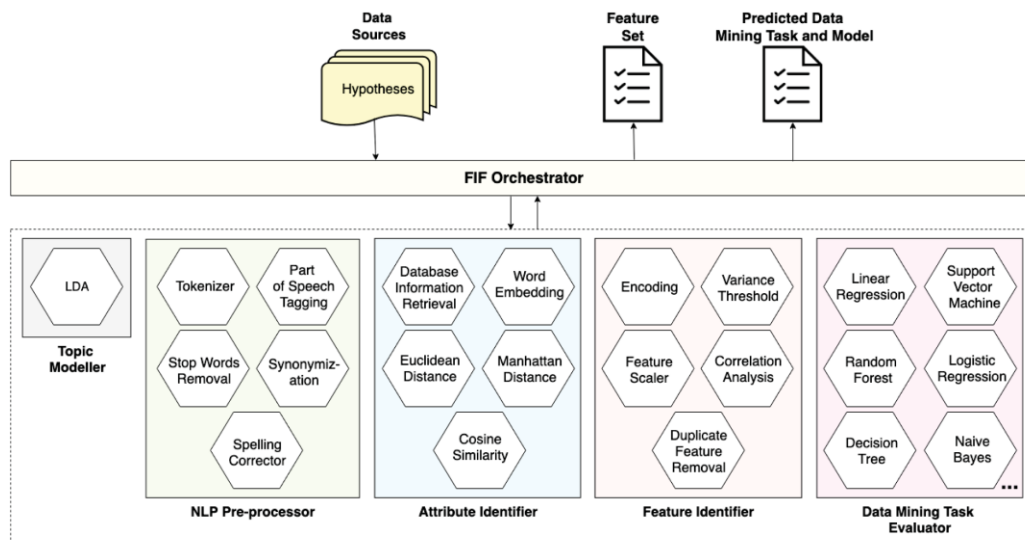 Data
Sources
Feature
Set
Predicted Data
Mining Task and Model
Hypotheses
FIF Orchestrator
LDA
Topic
Modeller
Tokenizer
Part
of Speech
Tagging
Stop Words
Removal
Synonymiz-
ation
Spelling
Corrector
NLP Pre-processor
Database
Information
Retrieval
Word
Embedding
Euclidean
Distance
Manhattan
Distance
Cosine
Similarity
Attribute Identifier
Encoding
Variance
Threshold
Feature
Scaler
Correlation
Analysis
Duplicate
Feature
Removal
Feature Identifier
Linear
Regression
Support
Vector
Machine
Random
Forest
Logistic
Regression
Decision
Tree
Naive
Bayes
...
Data Mining Task
Evaluator